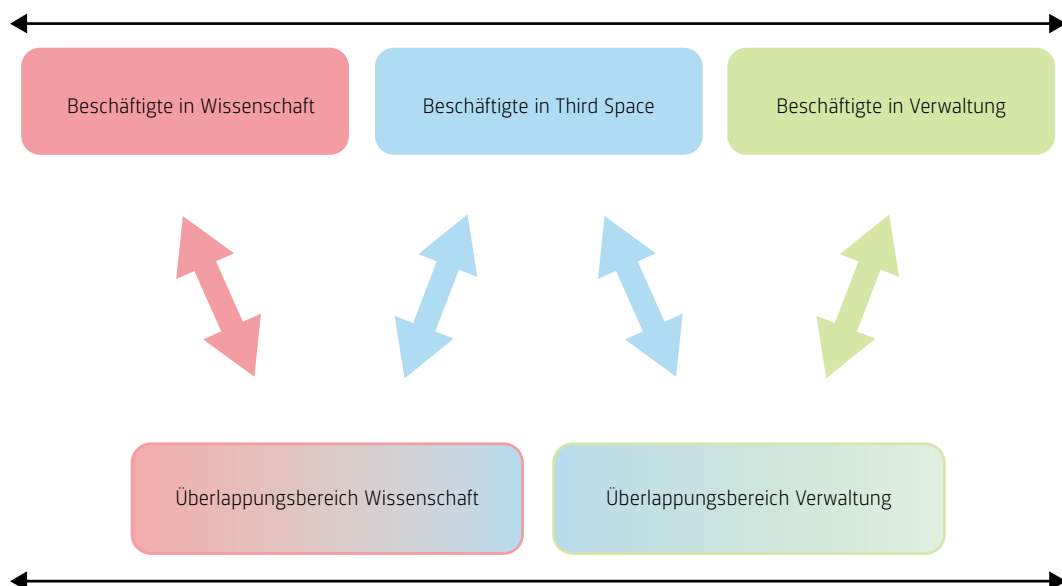 Beschäftigte in Wissenschaft
Beschäftigte in Third Space
Beschäftigte in Verwaltung
Überlappungsbereich Wissenschaft
Überlappungsbereich Verwaltung